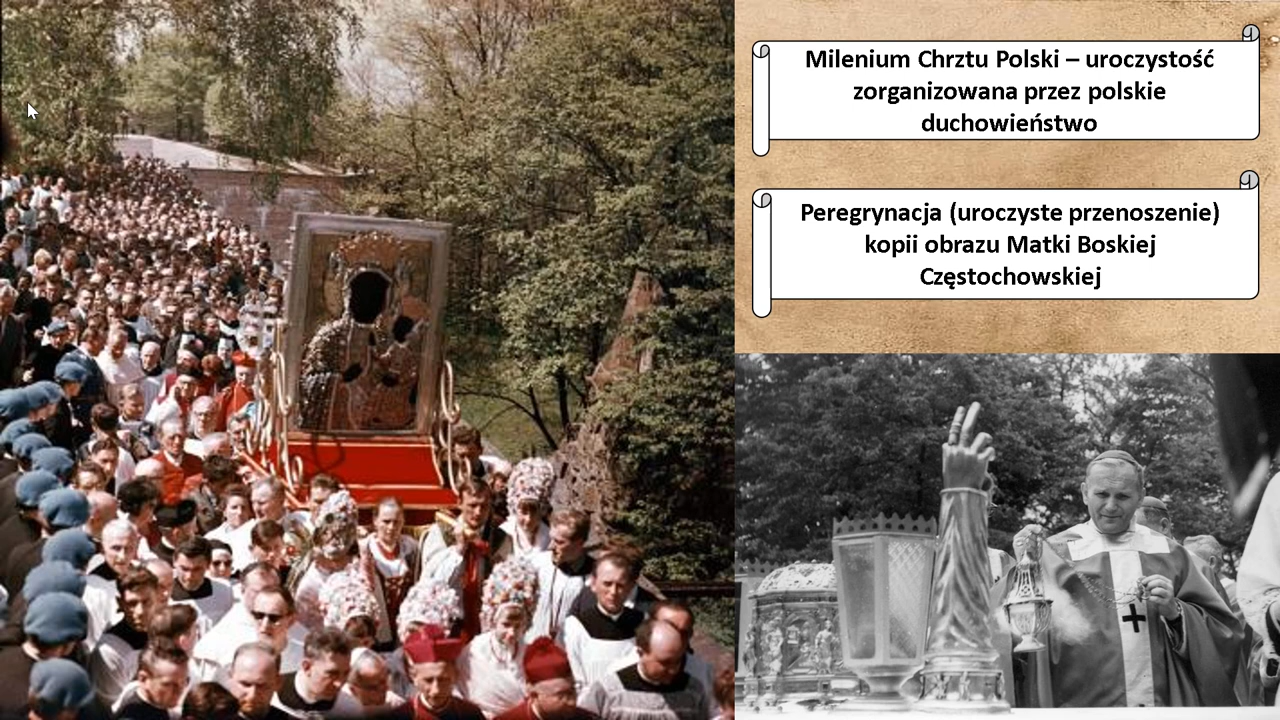 Milenium Chrztu Polski – uroczystość
zorganizowana przez polskie
duchowieństwo
Peregrynacja (uroczyste przenoszenie)
kopii obrazu Matki Boskiej
Częstochowskiej